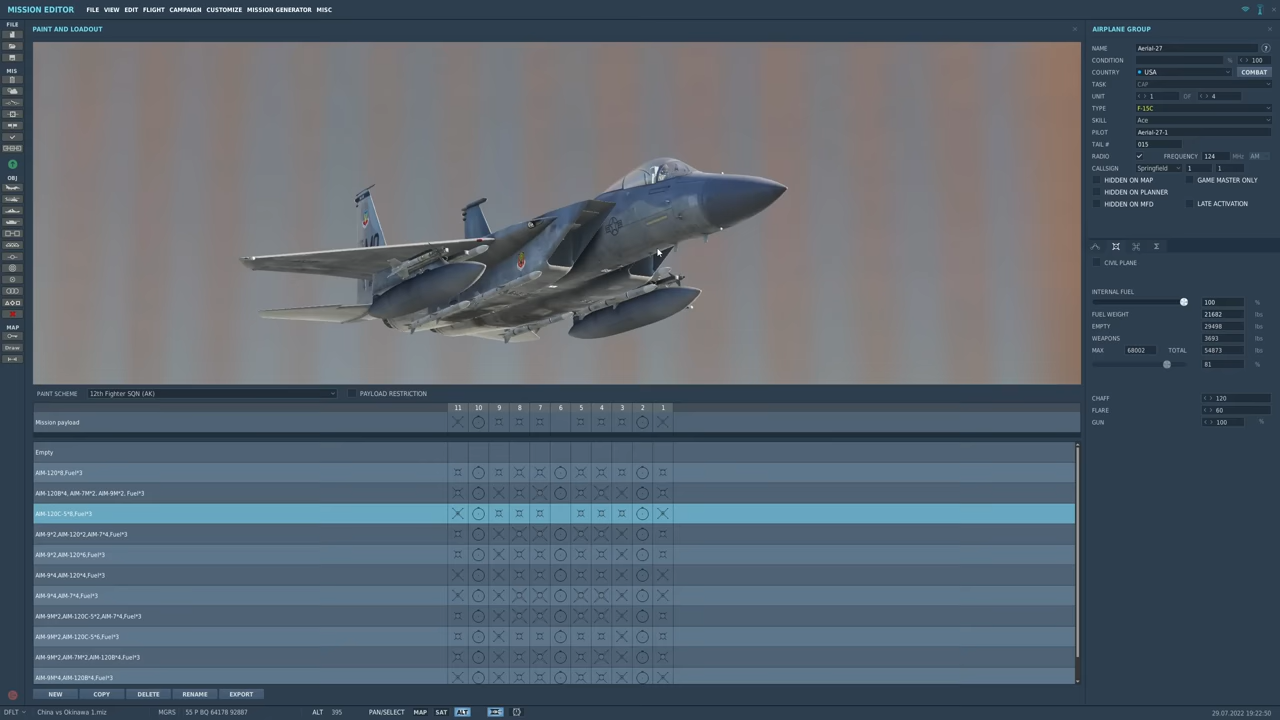 MISSION EDITOR FILE VIEW EDIT FLIGHT CAMPAIGN CUSTOMIZE MISSION GENERATOR MISC
FILE
MIS
OBJ
MAP
Draw
PAINT AND LOADOUT
PAINT SCHEME 12th Fighter SQN (AK) PAYLOAD RESTRICTION
11 10 9 8 7 6 5 4 3 2 1
Mission payload
Empty
AIM-120*8,Fuel*3
AIM-120B*4, AIM-7M*2, AIM-9M*2, Fuel*3
AIM-120C-5*8,Fuel*3
AIM-9*2,AIM-120*2,AIM-7*4,Fuel*3
AIM-9*2,AIM-120*6,Fuel*3
AIM-9*4,AIM-120*4,Fuel*3
AIM-9*4,AIM-7*4,Fuel*3
AIM-9M*2,AIM-120C-5*2,AIM-7*4,Fuel*3
AIM-9M*2,AIM-120C-5*6,Fuel*3
AIM-9M*2,AIM-7M*2,AIM-120B*4,Fuel*3
AIM-9M*4,AIM-120B*4,Fuel*3
NEW COPY DELETE RENAME EXPORT
AIRPLANE GROUP
NAME Aerial-27 ?
CONDITION % < > 100
COUNTRY USA COMBAT
TASK CAP
UNIT < > 1 OF < > 4
TYPE F-15C
SKILL Ace
PILOT Aerial-27-1
TAIL # 015
RADIO FREQUENCY 124 MHz AM
CALLSIGN Springfield 1 1
HIDDEN ON MAP GAME MASTER ONLY
HIDDEN ON PLANNER
HIDDEN ON MFD LATE ACTIVATION
CIVIL PLANE
INTERNAL FUEL 100 %
FUEL WEIGHT 21682 lbs
EMPTY 29498 lbs
WEAPONS 3693 lbs
MAX 68002 TOTAL 54873 lbs
81 %
CHAFF < > 120
FLARE < > 60
GUN < > 100 %
DFLT China vs Okinawa 1.miz MGRS 55 P BQ 64178 92887 ALT 395 PAN/SELECT MAP SAT ALT 29.07.2022 19:22:50